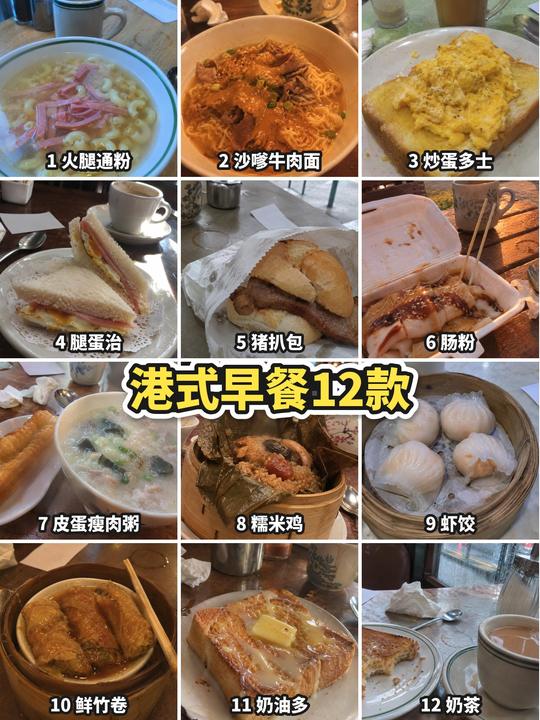 1 火腿通粉
2 沙嗲牛肉面
3 炒蛋多士
4 腿蛋治
5 猪扒包
6 肠粉
港式早餐12款
7 皮蛋瘦肉粥
8 糯米鸡
9 虾饺
10 鲜竹卷
11 奶油多
12 奶茶